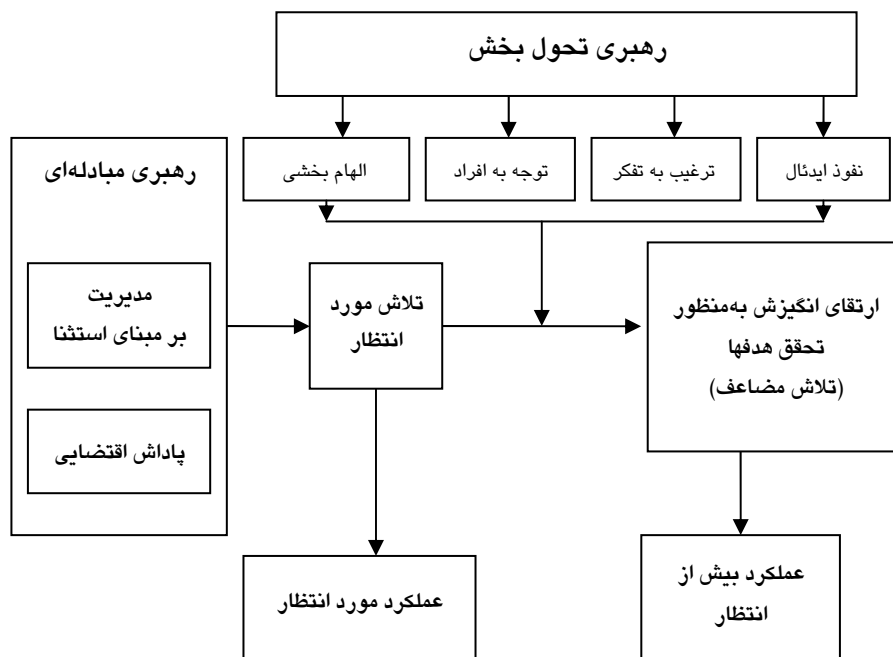 رهبری تحول بخش
نفوذ ایدئال
ترغیب به تفکر
توجه به افراد
الهام بخشی
رهبری مبادله‌ای
مدیریت
بر مبنای استثنا
پاداش اقتضایی
تلاش مورد
انتظار
ارتقای انگیزش به‌منظور
تحقق هدفها
(تلاش مضاعف)
عملکرد مورد انتظار
عملکرد بیش از
انتظار